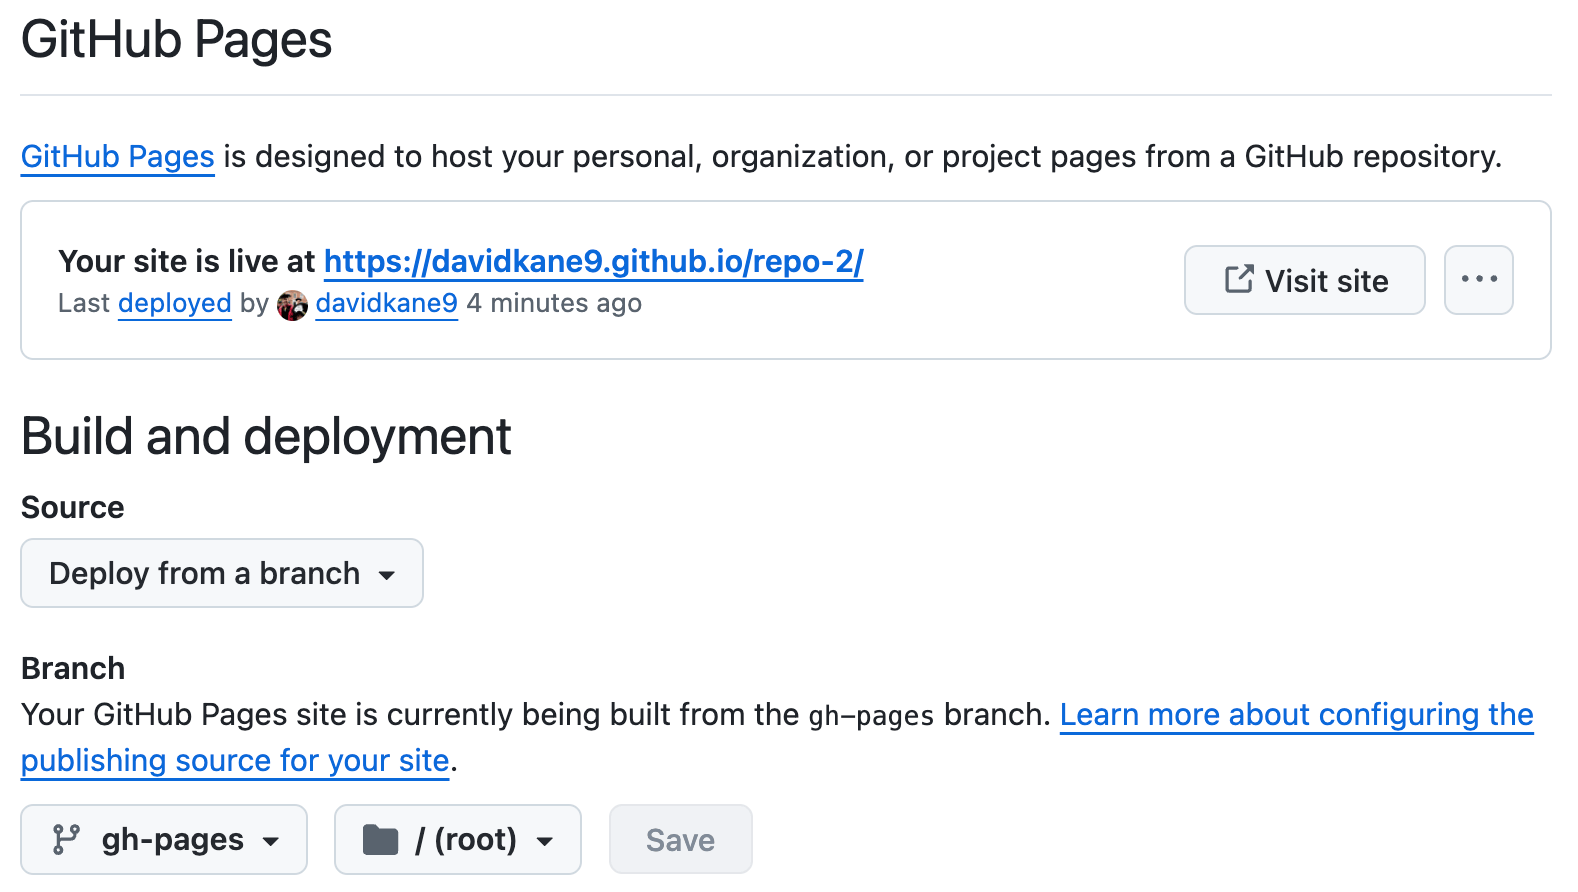 GitHub Pages
GitHub Pages is designed to host your personal, organization, or project pages from a GitHub repository.
Your site is live at https://davidkane9.github.io/repo-2/
Last deployed by davidkane9 4 minutes ago
Visit site
Build and deployment
Source
Deploy from a branch
Branch
Your GitHub Pages site is currently being built from the gh-pages branch. Learn more about configuring the
publishing source for your site.
gh-pages
/ (root)
Save